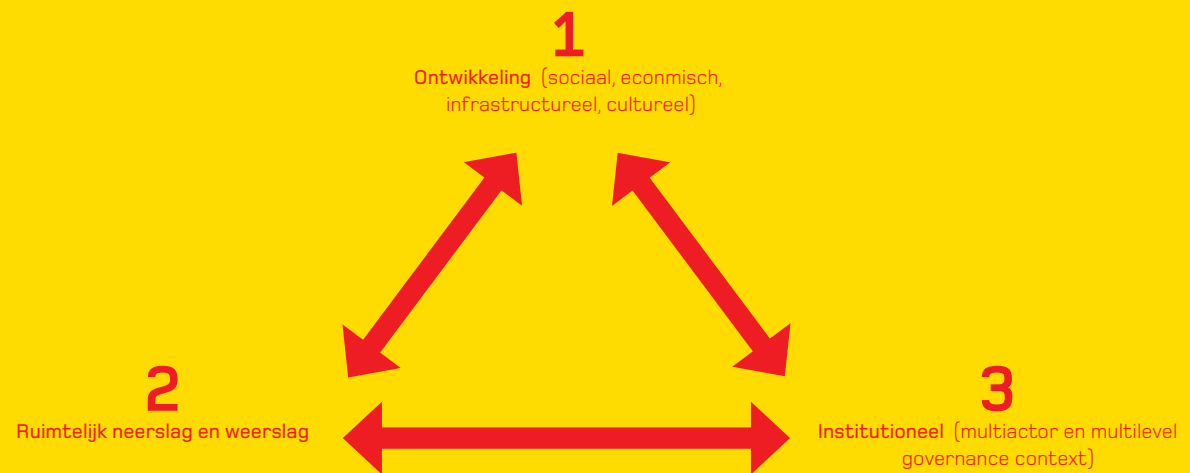 1
Ontwikkeling (sociaal, econmisch,
infrastructureel, cultureel)
2
Ruimtelijk neerslag en weerslag
3
Institutioneel (multiactor en multilevel
governance context)